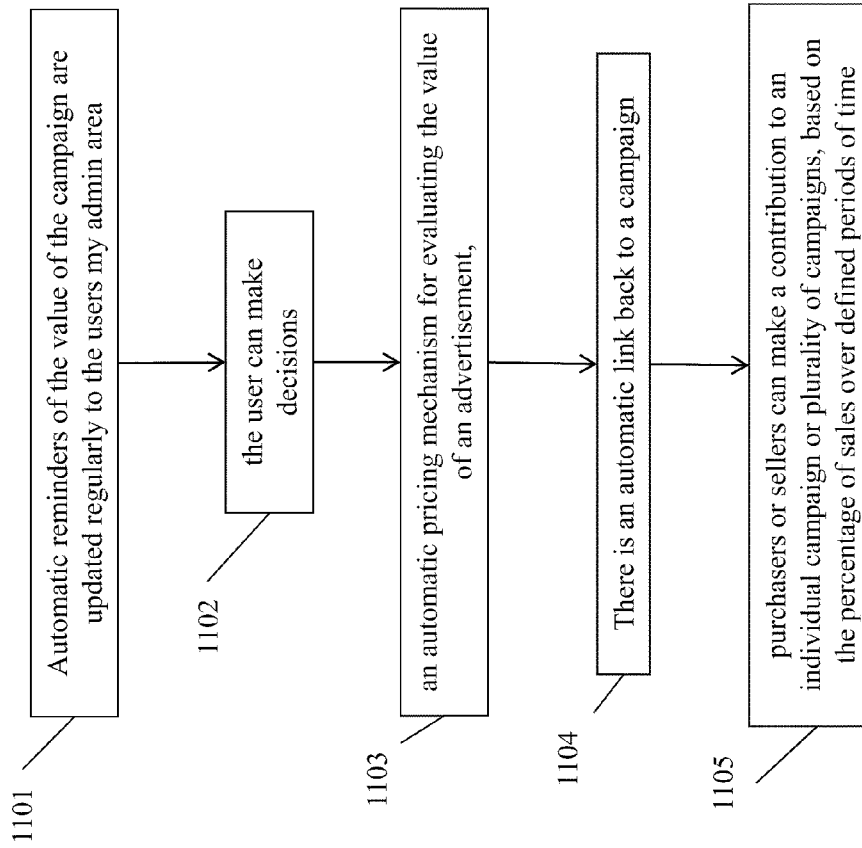 Automatic reminders of the value of the campaign are
updated regularly to the users my admin area
1101
the user can make
decisions
1102
an automatic pricing mechanism for evaluating the value
of an advertisement,
1103
There is an automatic link back to a campaign
1104
purchasers or sellers can make a contribution to an
individual campaign or plurality of campaigns, based on
the percentage of sales over defined periods of time
1105